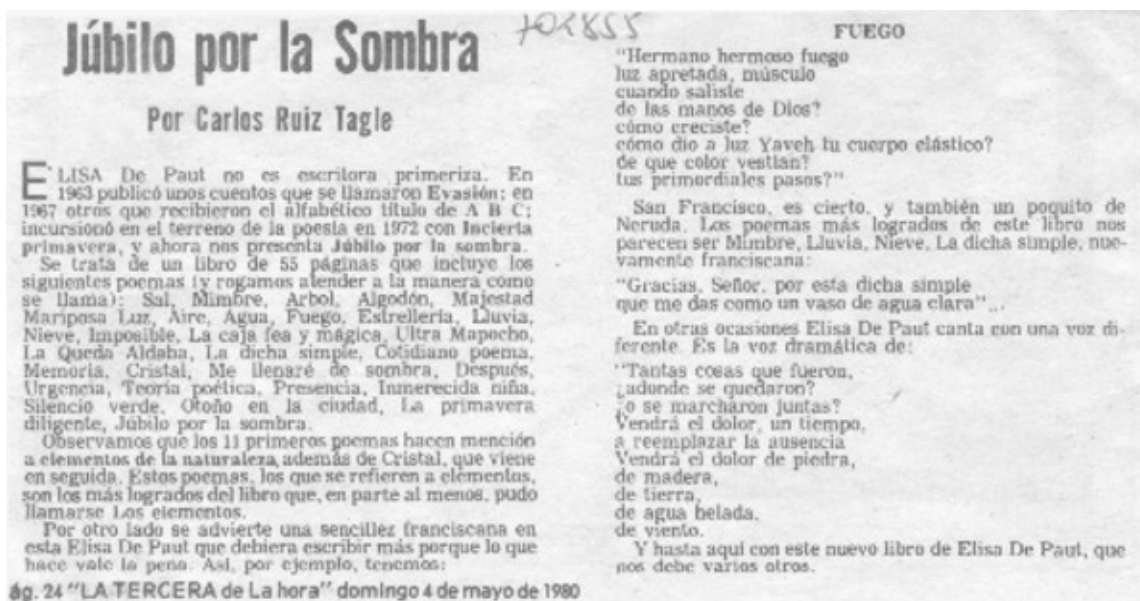 702855
Júbilo por la Sombra
Por Carlos Ruiz Tagle
ELISA De Paut no es escritora primeriza. En
1963 publicó unos cuentos que se llamaron Evasión; en
1967 otros que recibieron el alfabético título de A B C;
incursionó en el terreno de la poesía en 1972 con Incierta
primavera, y ahora nos presenta Júbilo por la sombra.
Se trata de un libro de 55 páginas que incluye los
siguientes poemas (y rogamos atender a la manera como
se llama): Sal, Mimbre, Arbol, Algodón, Majestad
Mariposa Luz, Aire, Agua, Fuego, Estrellería, Lluvia,
Nieve, Imposible, La caja fea y mágica, Ultra Mapocho,
La Queda Aldaba, La dicha simple, Cotidiano poema,
Memoria, Cristal, Me llenaré de sombra, Después,
Urgencia, Teoría poética, Presencia, Inmerecida niña,
Silencio verde, Otoño en la ciudad, La primavera
diligente, Júbilo por la sombra.
Observamos que los 11 primeros poemas hacen mención
a elementos de la naturaleza, además de Cristal, que viene
en seguida. Estos poemas, los que se refieren a elementos,
son los más logrados del libro que, en parte al menos, pudo
llamarse Los elementos.
Por otro lado se advierte una sencillez franciscana en
esta Elisa De Paut que debiera escribir más porque lo que
hace vale la pena. Así, por ejemplo, tenemos:
ág. 24 "LA TERCERA de La hora" domingo 4 de mayo de 1980
FUEGO
"Hermano hermoso fuego
luz apretada, músculo
cuando saliste
de las manos de Dios?
cómo creciste?
cómo dio a luz Yaveh tu cuerpo elástico?
de que color vestían?
tus primordiales pasos?"
San Francisco, es cierto, y también un poquito de
Neruda. Los poemas más logrados de este libro nos
parecen ser Mimbre, Lluvia, Nieve, La dicha simple, nue-
vamente franciscana:
"Gracias, Señor, por esta dicha simple
que me das como un vaso de agua clara"...
En otras ocasiones Elisa De Paut canta con una voz di-
ferente. Es la voz dramática de:
"Tantas cosas que fueron,
¿adonde se quedaron?
¿o se marcharon juntas?
Vendrá el dolor, un tiempo,
a reemplazar la ausencia
Vendrá el dolor de piedra,
de madera,
de tierra,
de agua helada,
de viento.
Y hasta aquí con este nuevo libro de Elisa De Paut, que
nos debe varios otros.